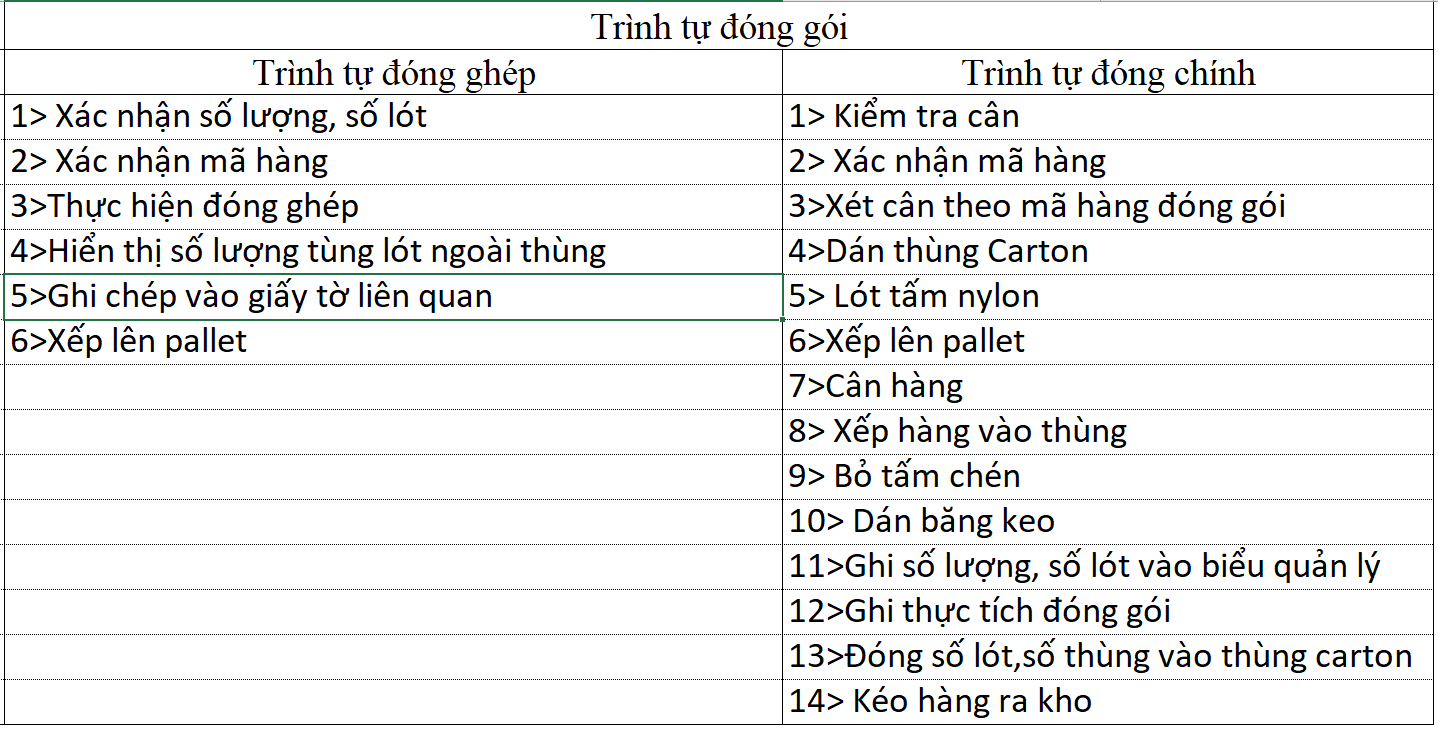 Trình tự đóng gói
Trình tự đóng ghép
1> Xác nhận số lượng, số lót
2> Xác nhận mã hàng
3>Thực hiện đóng ghép
4>Hiển thị số lượng tùng lót ngoài thùng
5>Ghi chép vào giấy tờ liên quan
6>Xếp lên pallet
Trình tự đóng chính
1> Kiểm tra cân
2> Xác nhận mã hàng
3>Xét cân theo mã hàng đóng gói
4>Dán thùng Carton
5> Lót tấm nylon
6>Xếp lên pallet
7>Cân hàng
8> Xếp hàng vào thùng
9> Bỏ tấm chén
10> Dán băng keo
11>Ghi số lượng, số lót vào biểu quản lý
12>Ghi thực tích đóng gói
13>Đóng số lót,số thùng vào thùng carton
14> Kéo hàng ra kho